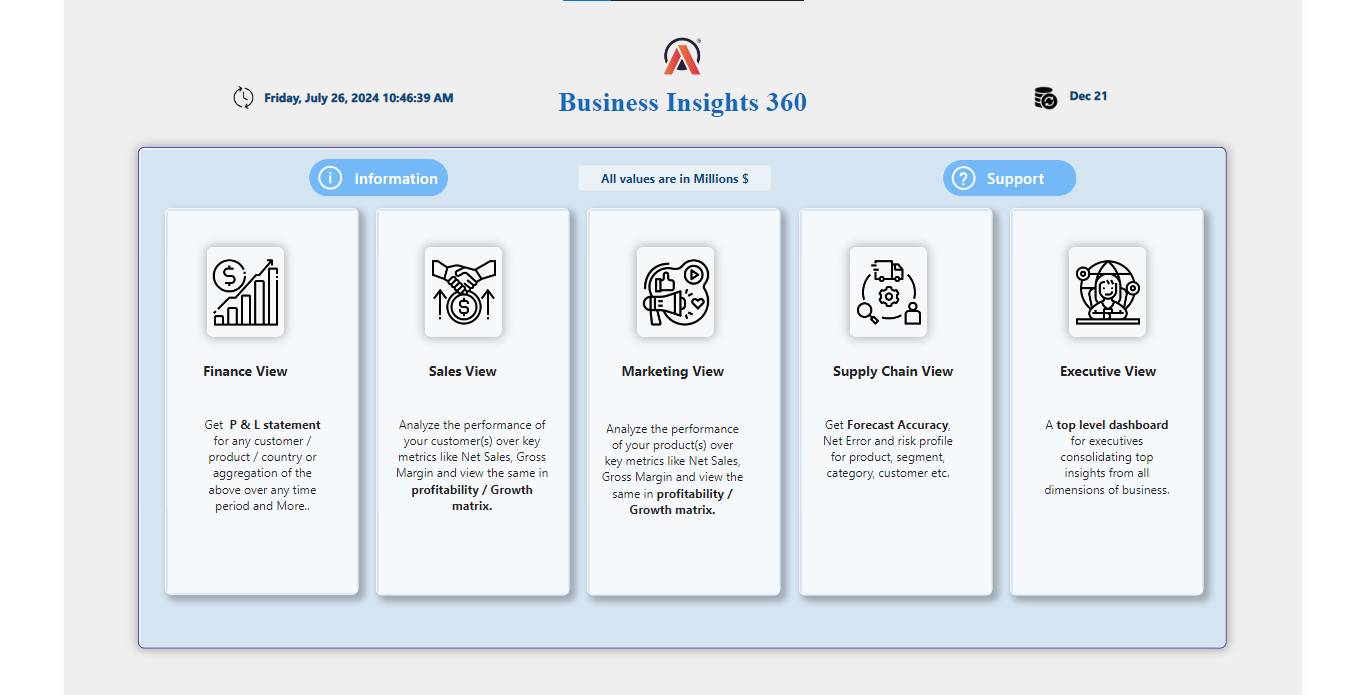 Business Insights 360
Friday, July 26, 2024 10:46:39 AM
Dec 21
Information
All values are in Millions $
Support
Finance View
Get P & L statement
for any customer /
product / country or
aggregation of the
above over any time
period and More..
Sales View
Analyze the performance of
your customer(s) over key
metrics like Net Sales, Gross
Margin and view the same in
profitability / Growth
matrix.
Marketing View
Analyze the performance
of your product(s) over
key metrics like Net Sales,
Gross Margin and view the
same in profitability /
Growth matrix.
Supply Chain View
Get Forecast Accuracy,
Net Error and risk profile
for product, segment,
category, customer etc.
Executive View
A top level dashboard
for executives
consolidating top
insights from all
dimensions of business.